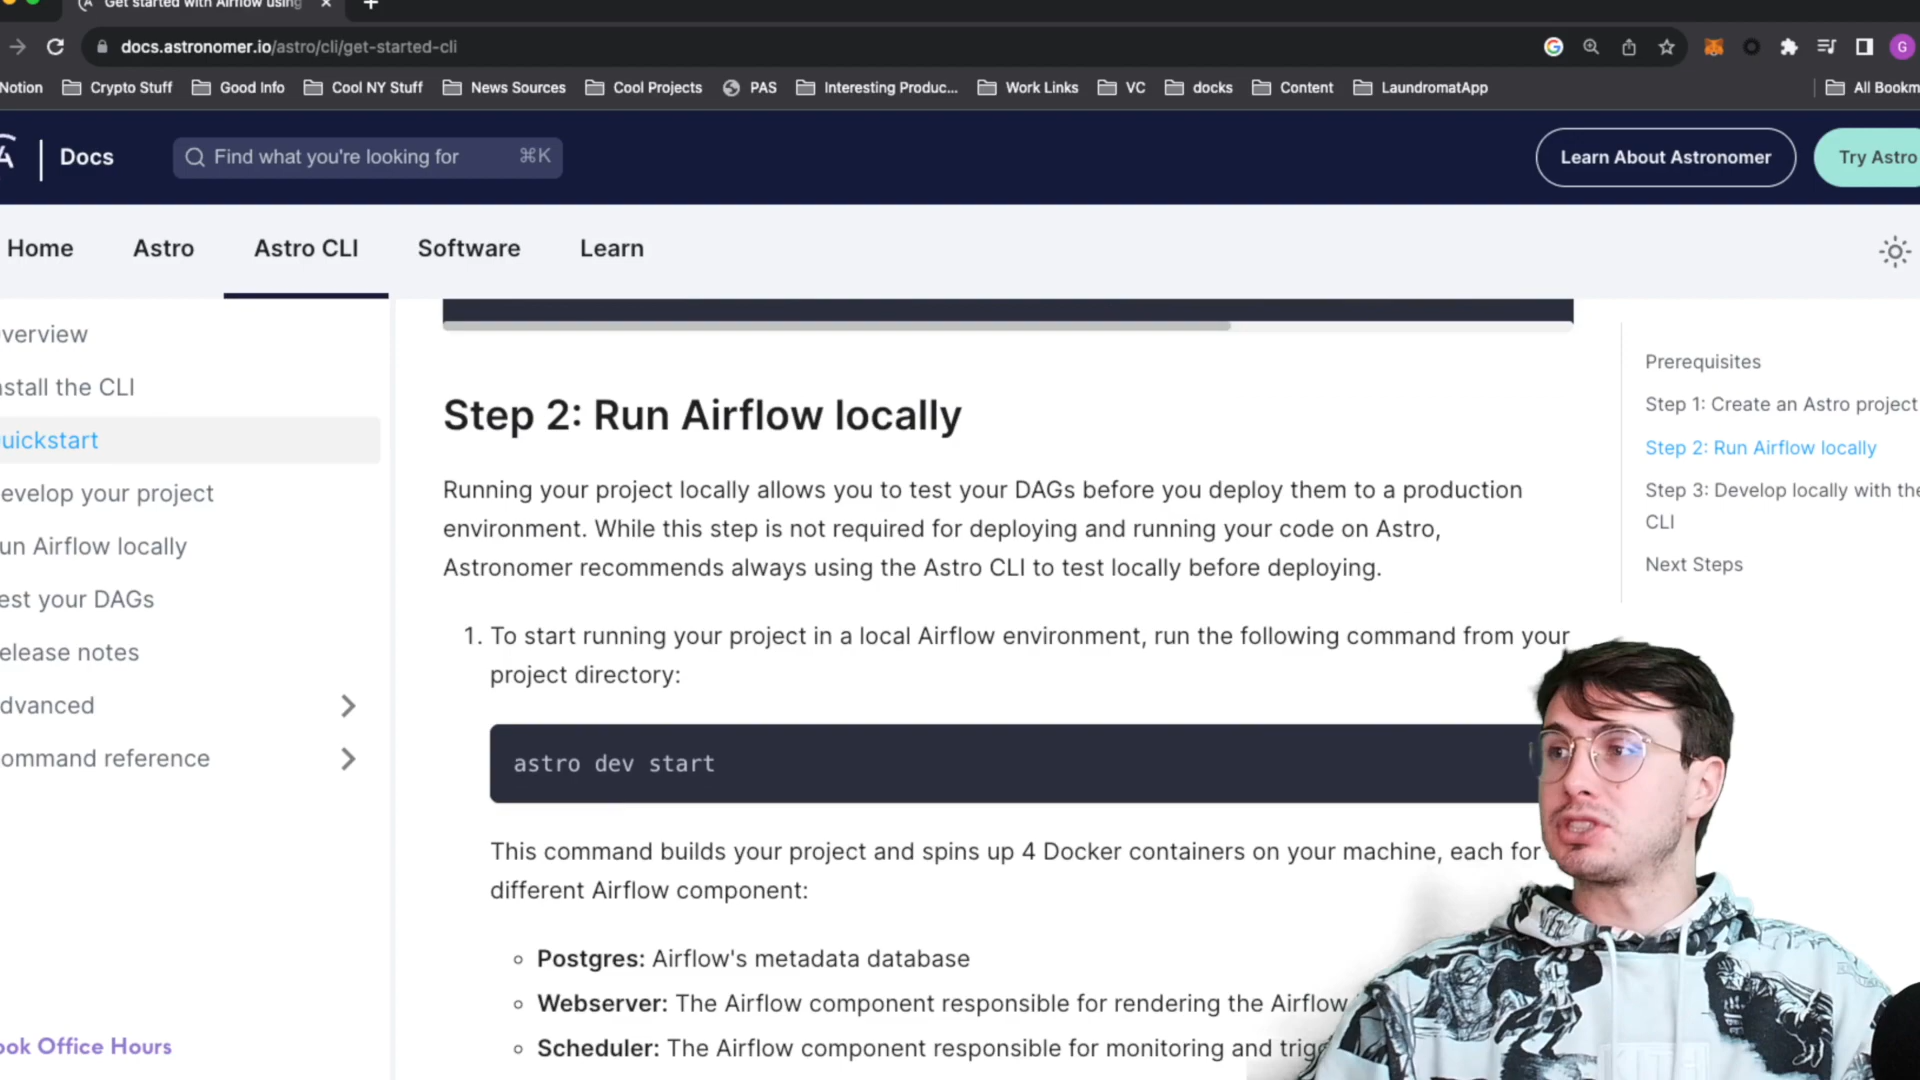 Get started with Airflow using
docs.astronomer.io/astro/cli/get-started-cli
G
Notion
Crypto Stuff
Good Info
Cool NY Stuff
News Sources
Cool Projects
PAS
Interesting Produc...
Work Links
VC
docks
Content
LaundromatApp
All Bookm
Docs
Find what you're looking for
⌘K
Learn About Astronomer
Try Astro
Home
Astro
Astro CLI
Software
Learn
verview
nstall the CLI
uickstart
evelop your project
un Airflow locally
est your DAGs
elease notes
dvanced
ommand reference
ook Office Hours
Step 2: Run Airflow locally
Running your project locally allows you to test your DAGs before you deploy them to a production
environment. While this step is not required for deploying and running your code on Astro,
Astronomer recommends always using the Astro CLI to test locally before deploying.
1. To start running your project in a local Airflow environment, run the following command from your
project directory:
astro dev start
This command builds your project and spins up 4 Docker containers on your machine, each for
different Airflow component:
Postgres: Airflow's metadata database
Webserver: The Airflow component responsible for rendering the Airflow
Scheduler: The Airflow component responsible for monitoring and trigg
Prerequisites
Step 1: Create an Astro project
Step 2: Run Airflow locally
Step 3: Develop locally with the
CLI
Next Steps